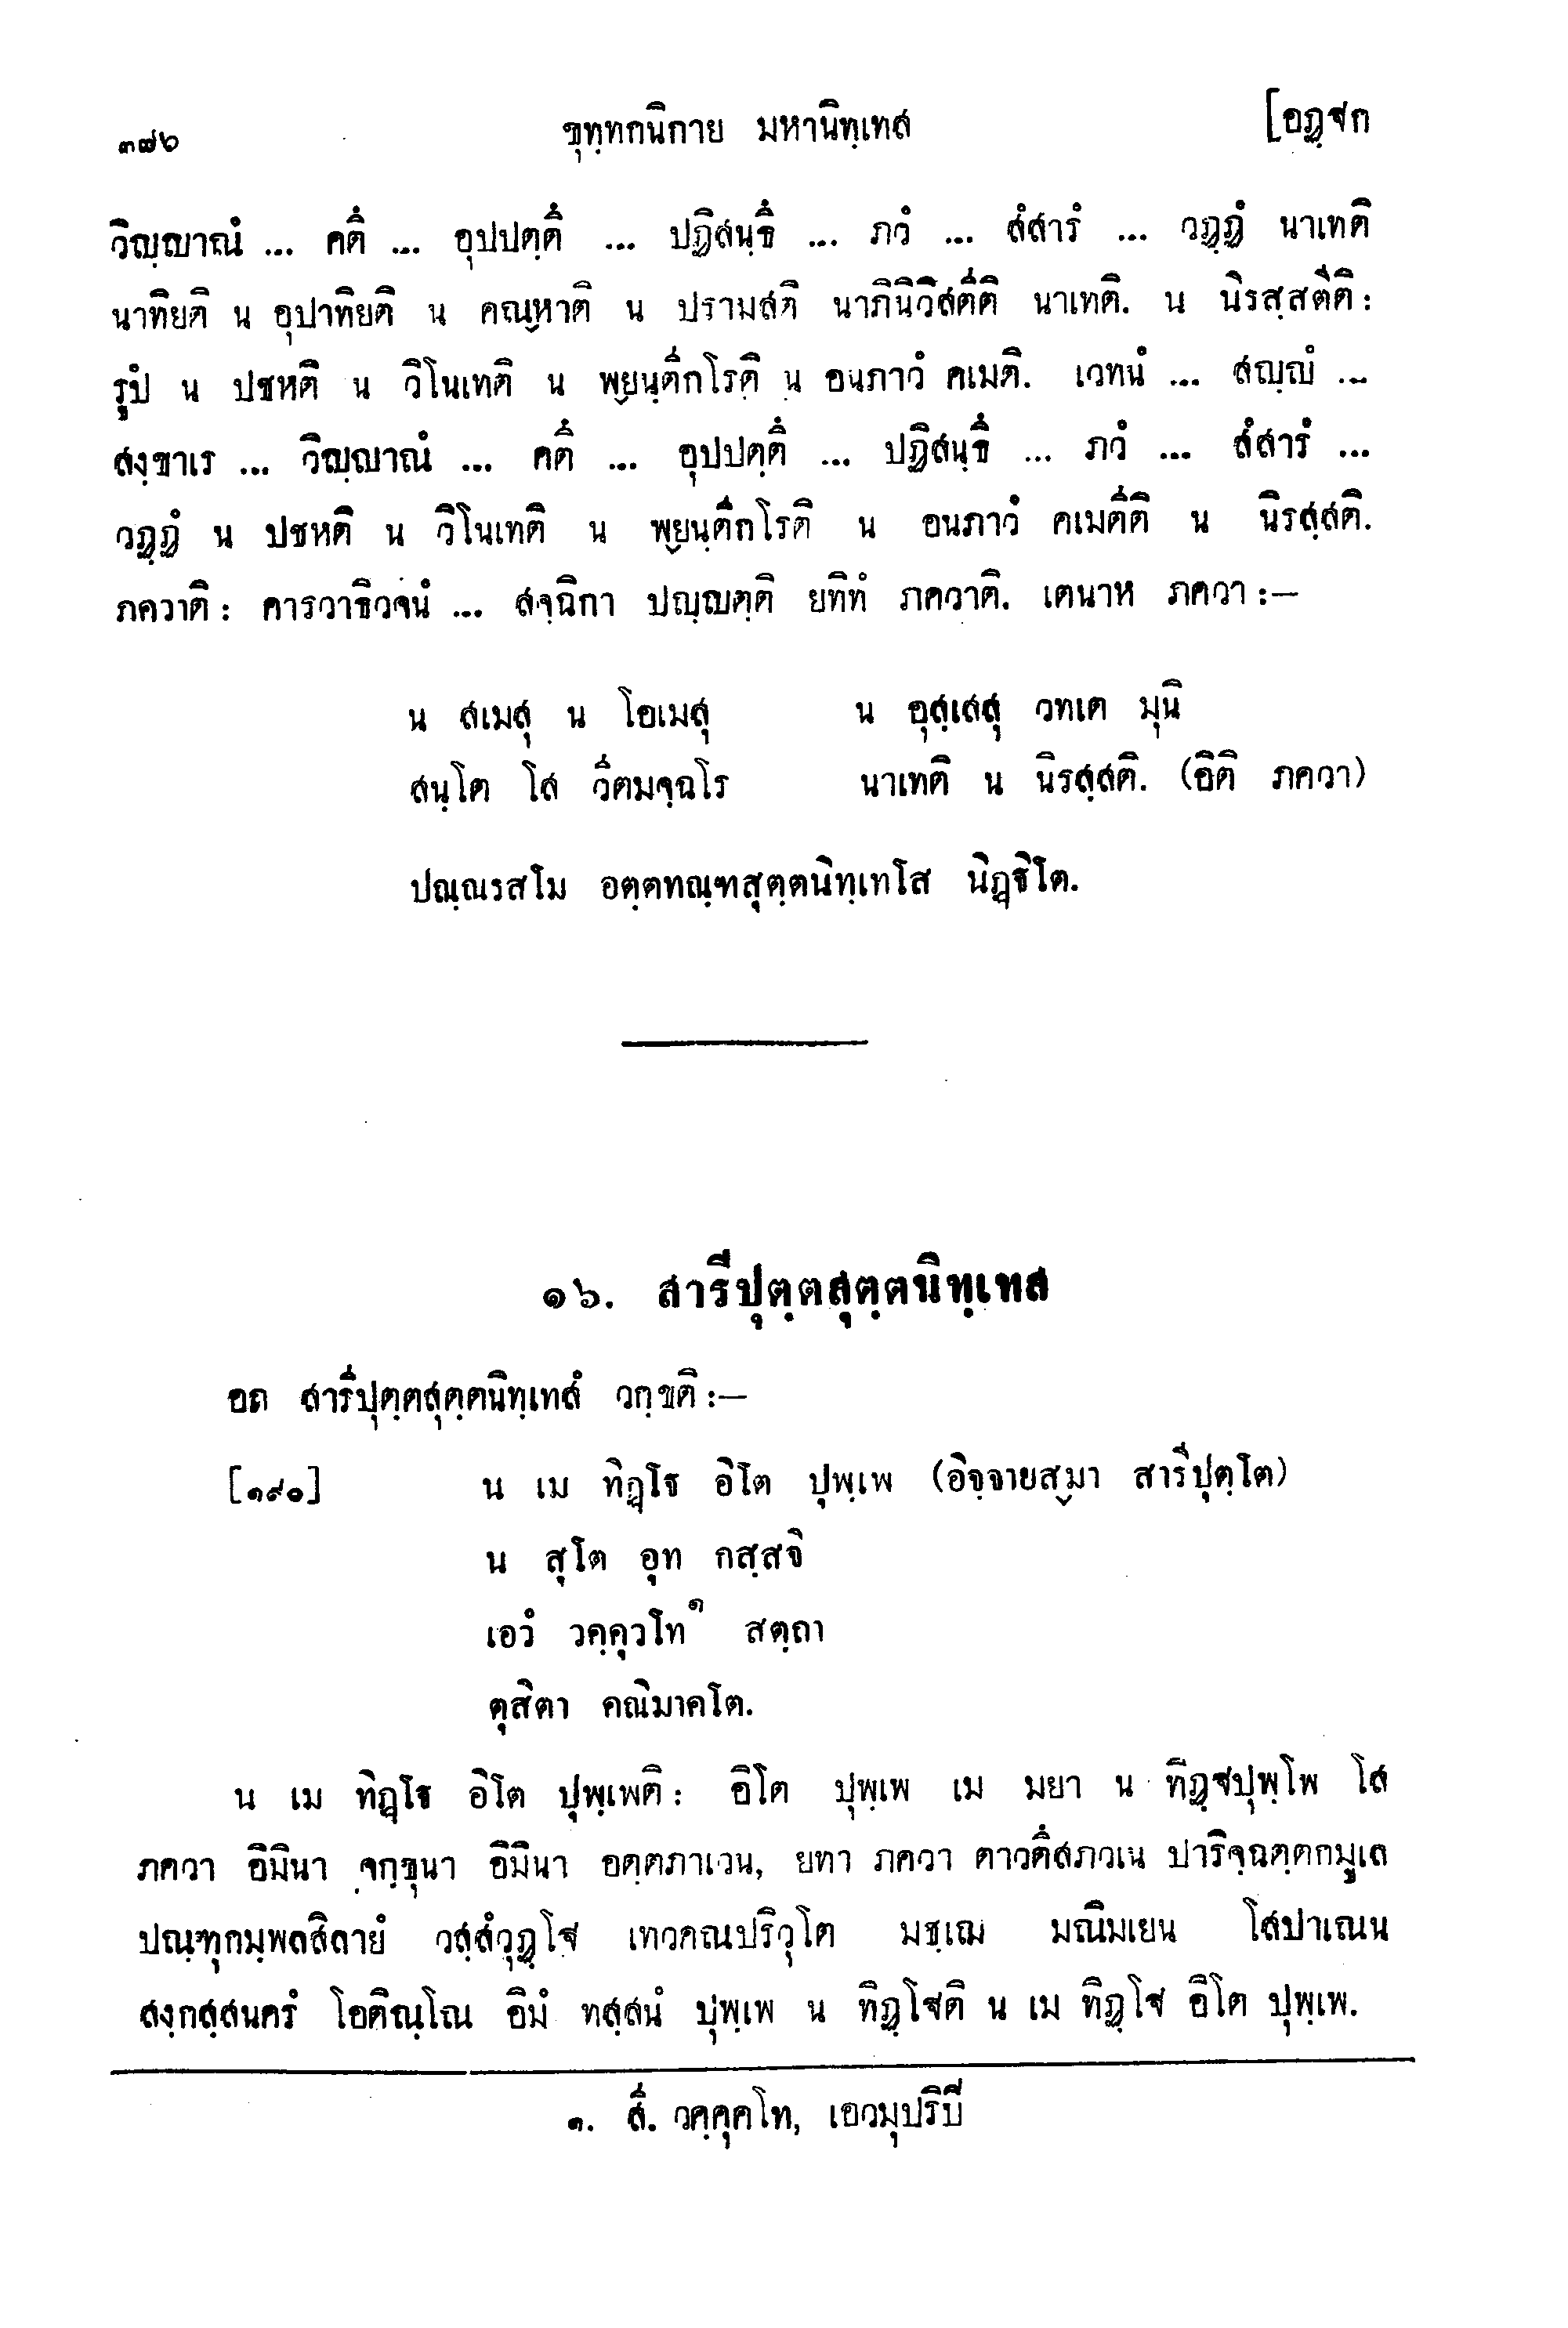 ๓๘๖ ขุทฺทกนิกาย มหานิทฺเทส [อฏฺฐก
วิญฺญาณํ ... คตึ ... อุปปตฺตึ ... ปฏิสนฺธึ ... ภวํ ... สํสารํ ... วฏฺฏํ นาเทติ
นาทิยติ น อุปาทิยติ น คณฺหาติ น ปรามสติ นาภินิวิสตีติ นาเทติ. น นิรสฺสตีติ:
รูปํ น ปชหติ น วิโนเทติ น พฺยนฺตีกโรติ น อนภาวํ คเมติ. เวทนํ ... สญฺญํ ...
สงฺขาเร ... วิญฺญาณํ ... คตึ ... อุปปตฺตึ ... ปฏิสนฺธึ ... ภวํ ... สํสารํ ...
วฏฺฏํ น ปชหติ น วิโนเทติ น พฺยนฺตีกโรติ น อนภาวํ คเมตีติ น นิรสฺสติ.
ภควาติ: คารวาธิวจนํ ... สจฺฉิกา ปญฺญตฺติ ยทิทํ ภควาติ. เตนาห ภควา:—
น สเมสุ น โอเมสุ น อุสฺเสสุ วทเต มุนิ
สนฺโต โส วีตมจฺฉโร นาเทติ น นิรสฺสติ. (อิติ ภควา)
ปณฺณรสโม อตฺตทณฺฑสุตฺตนิทฺเทโส นิฏฺฐิโต.
๑๖. สารีปุตฺตสุตฺตนิทฺเทส
อถ สารีปุตฺตสุตฺตนิทฺเทสํ วกฺขติ:—
[๑๙๐] น เม ทิฏฺโฐ อิโต ปุพฺเพ (อิจฺจายสฺมา สารีปุตฺโต)
น สุโต อุท กสฺสจิ
เอวํ วคฺคุวโท ๑ สตฺถา
ตุสิตา คณิมาคโต.
น เม ทิฏฺโฐ อิโต ปุพฺเพติ: อิโต ปุพฺเพ เม มยา น ทิฏฺฐปุพฺโพ โส
ภควา อิมินา จกฺขุนา อิมินา อตฺตภาเวน, ยทา ภควา ตาวตึสภวเน ปาริจฺฉตฺตกมูเล
ปณฺฑุกมฺพลสิลายํ วสฺสํวุฏฺโฐ เทวคณปริวุโต มชฺเฌ มณิมเยน โสปาเณน
สงฺกสฺสนครํ โอติณฺโณ อิมํ ทสฺสนํ ปุพฺเพ น ทิฏฺโฐติ น เม ทิฏฺโฐ อิโต ปุพฺเพ.
๑. สี. วคฺคุคโท, เอวมุปริปี